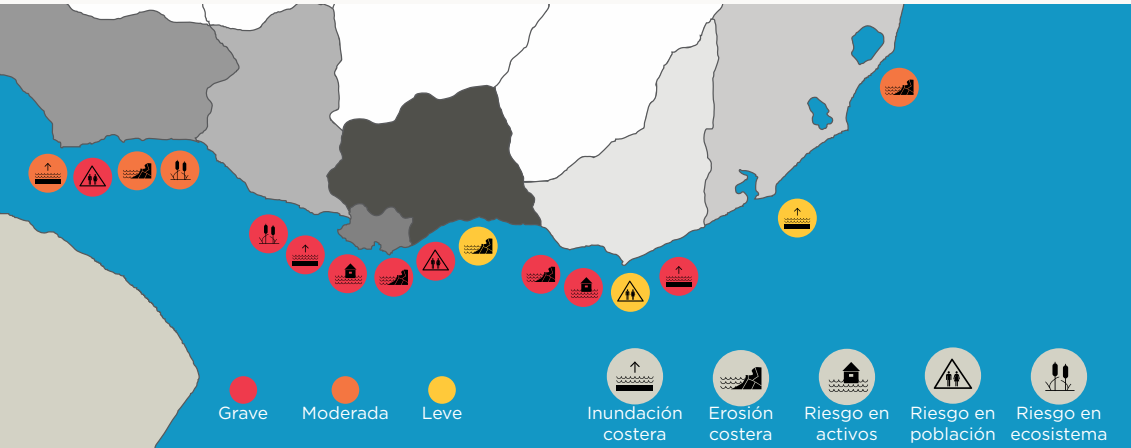 Grave
Moderada
Leve
Inundación
costera
Erosión
costera
Riesgo en
activos
Riesgo en
población
Riesgo en
ecosistema